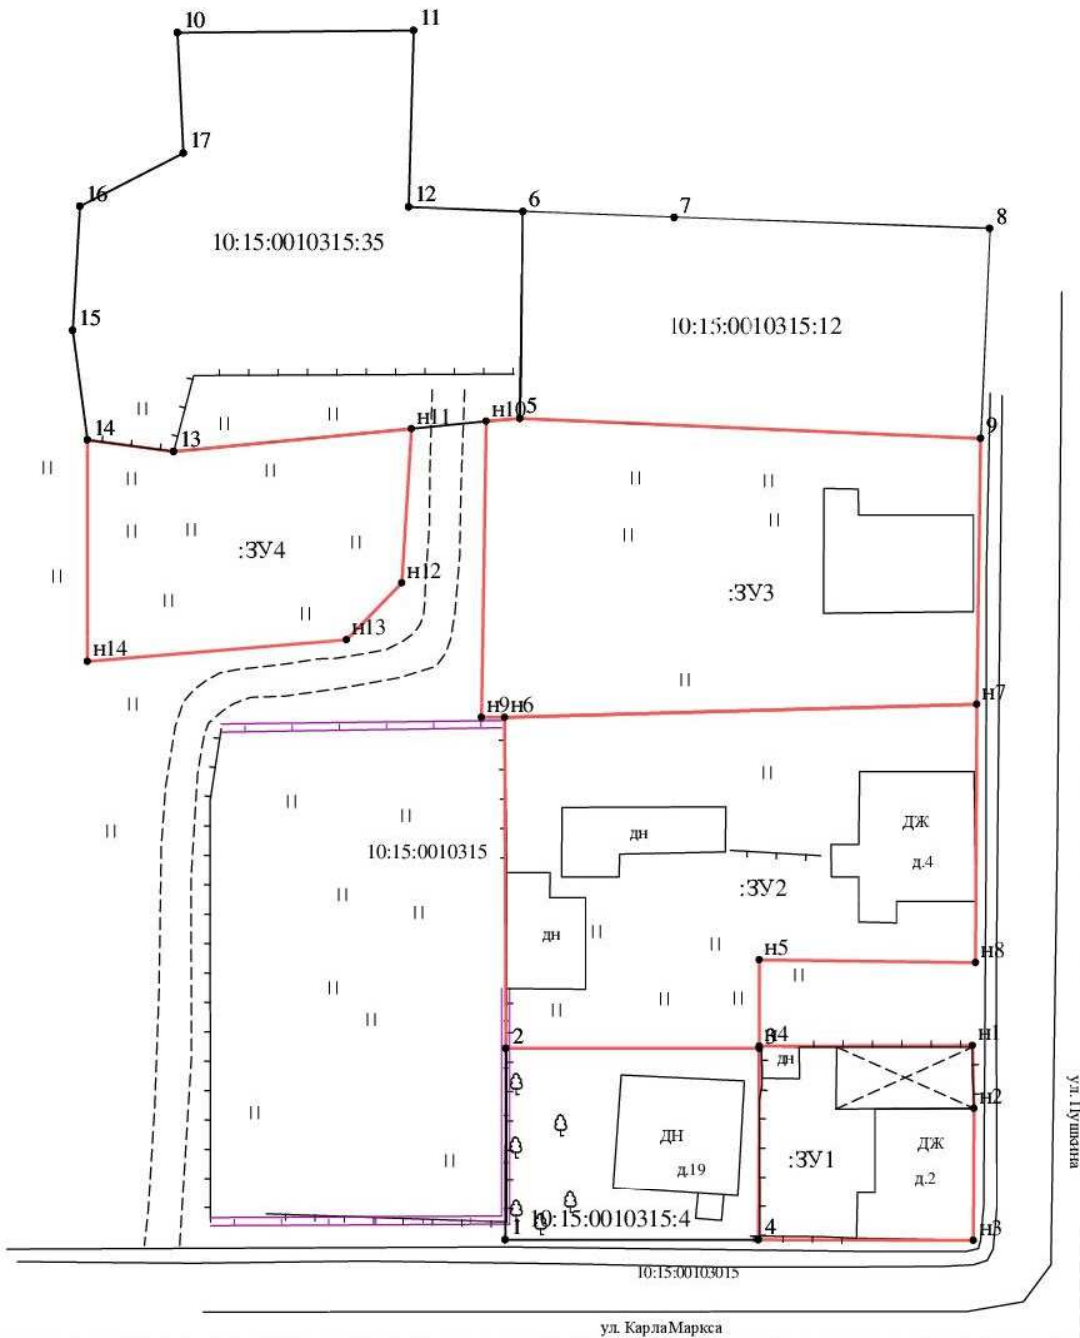 10
11
17
16
12
6
7
8
10:15:0010315:35
15
10:15:0010315:12
14
13
н11
н10
5
9
:ЗУ4
:ЗУ3
н12
н13
н14
н9
н6
н7
дн
ДЖ
д.4
10:15:0010315
:ЗУ2
дн
н5
н8
2
3
н4
н1
дн
н2
ДН
д.19
:ЗУ1
ДЖ
д.2
ул. Пушкина
10:15:0010315:4
1
4
н3
10:15:00103015
ул. Карла Маркса